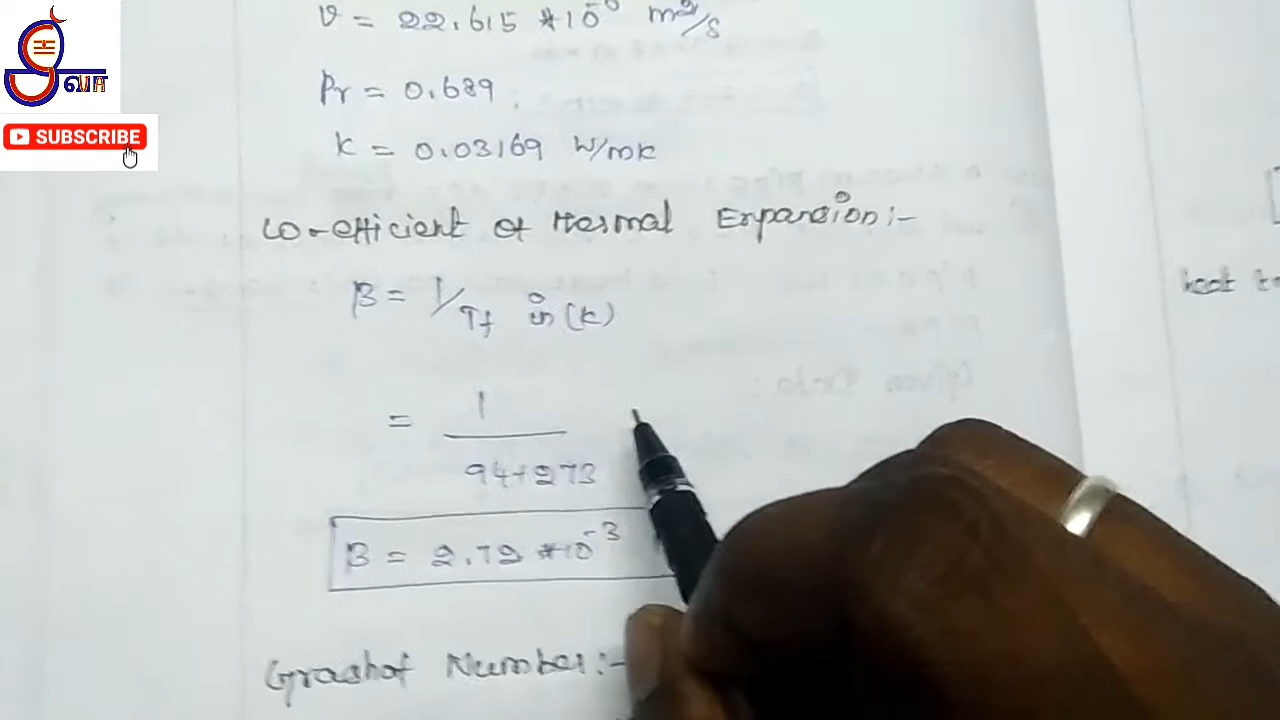 வா
SUBSCRIBE
ν = 22.615 *10⁻⁶ m²/s
Pr = 0.689
K = 0.03169 W/mK
Co-efficient of thermal Expansion:-
β = 1/Tf in (K)
= 1
94+273
β = 2.72 *10⁻³
Grashof Number:-